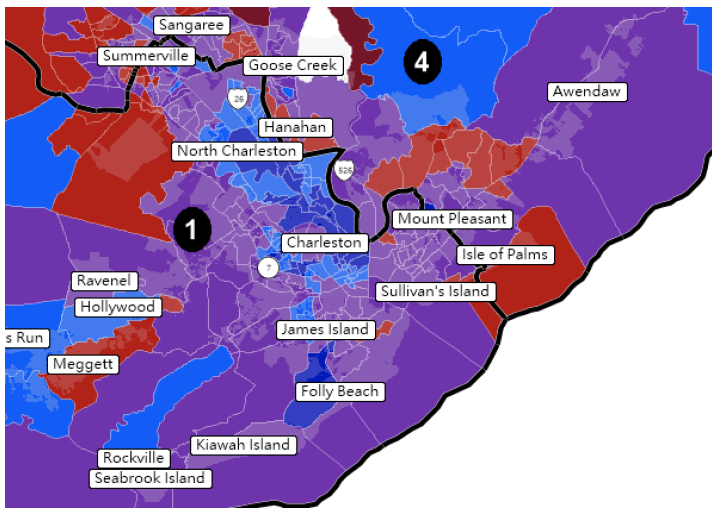 Sangaree
Summerville
Goose Creek
4
Awendaw
26
Hanahan
North Charleston
526
1
Mount Pleasant
Charleston
Isle of Palms
7
Ravenel
Sullivan's Island
Hollywood
James Island
s Run
Meggett
Folly Beach
Kiawah Island
Rockville
Seabrook Island